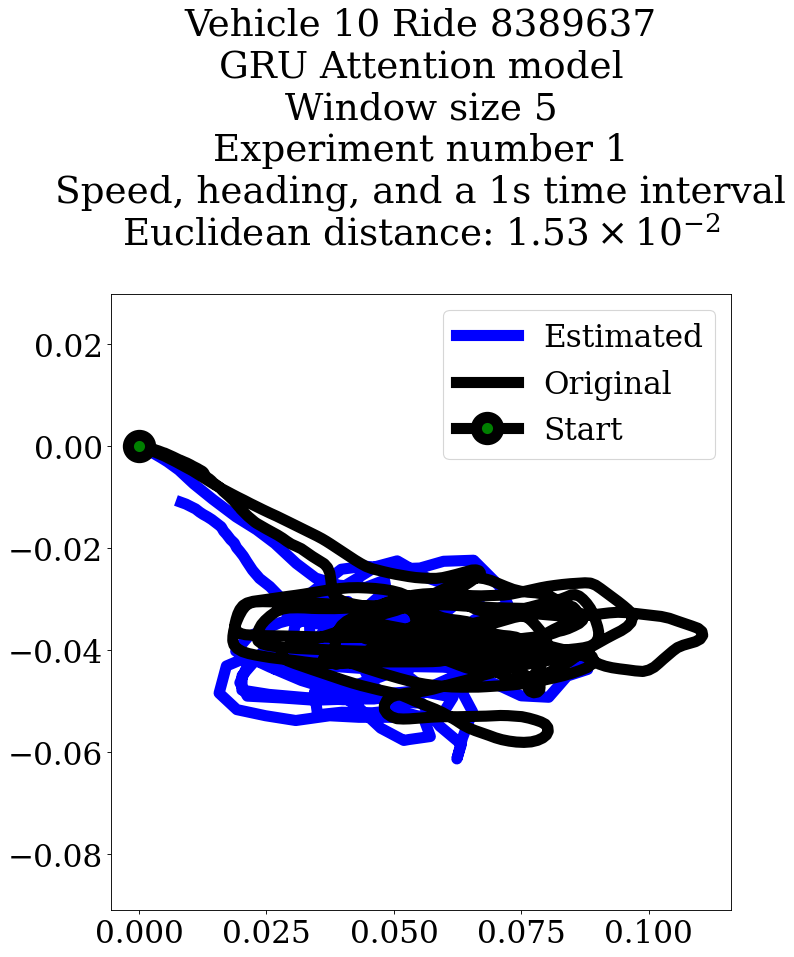 Vehicle 10 Ride 8389637
GRU Attention model
Window size 5
Experiment number 1
Speed, heading, and a 1s time interval
Euclidean distance: 1.53 × 10⁻²
Estimated
Original
Start
0.02
0.00
−0.02
−0.04
−0.06
−0.08
0.000 0.025 0.050 0.075 0.100